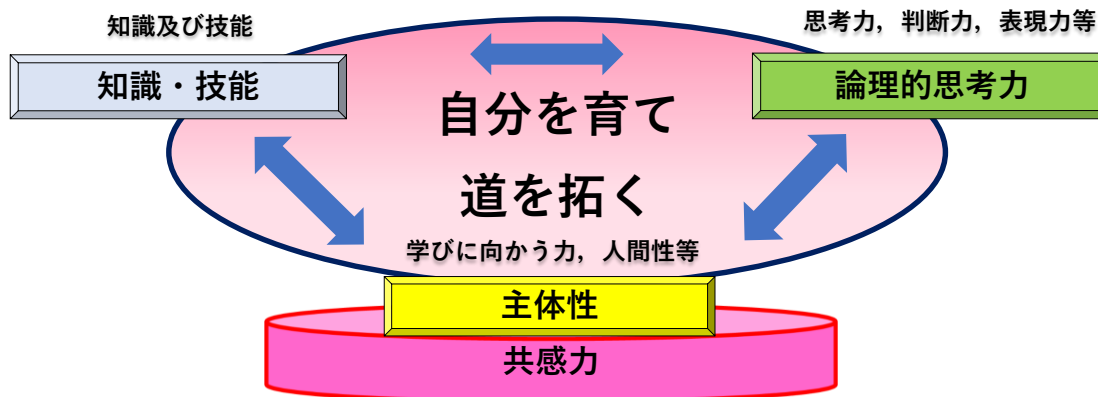 知識及び技能
思考力，判断力，表現力等
知識・技能
論理的思考力
自分を育て
道を拓く
学びに向かう力，人間性等
主体性
共感力